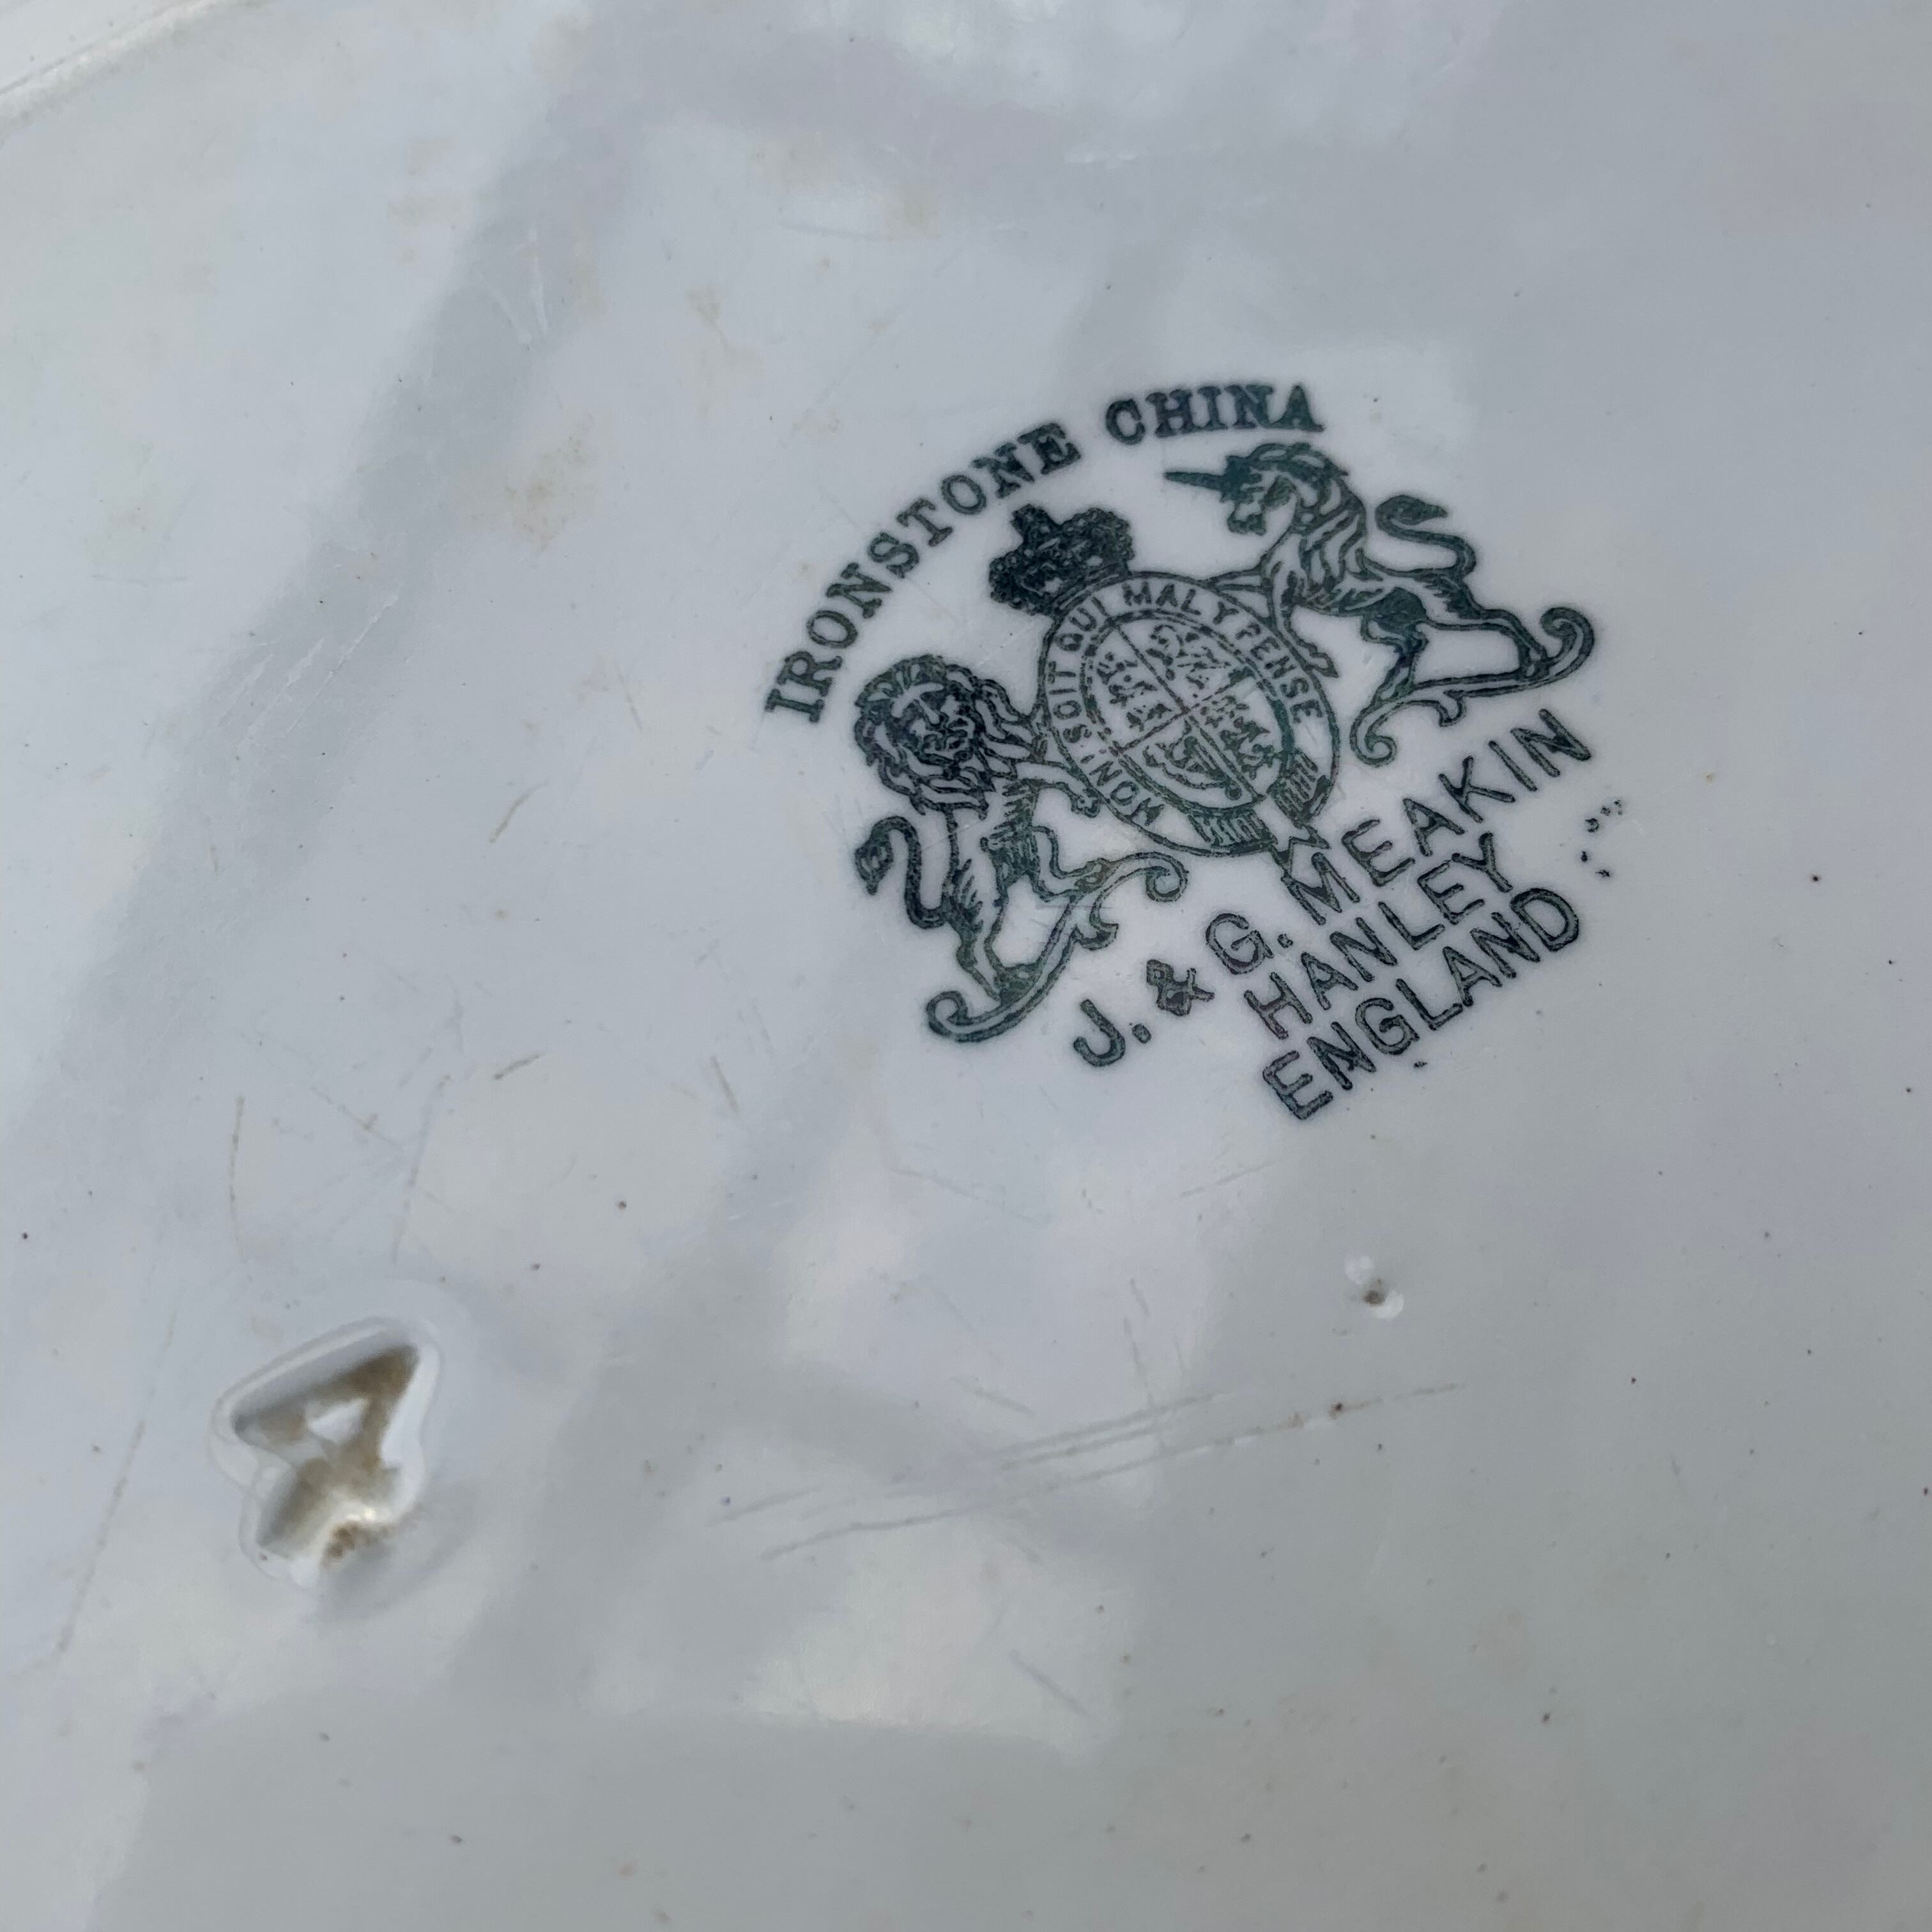 IRONSTONE CHINA
HONI SOIT QUI MAL Y PENSE
J. & G. MEAKIN
HANLEY
ENGLAND
4